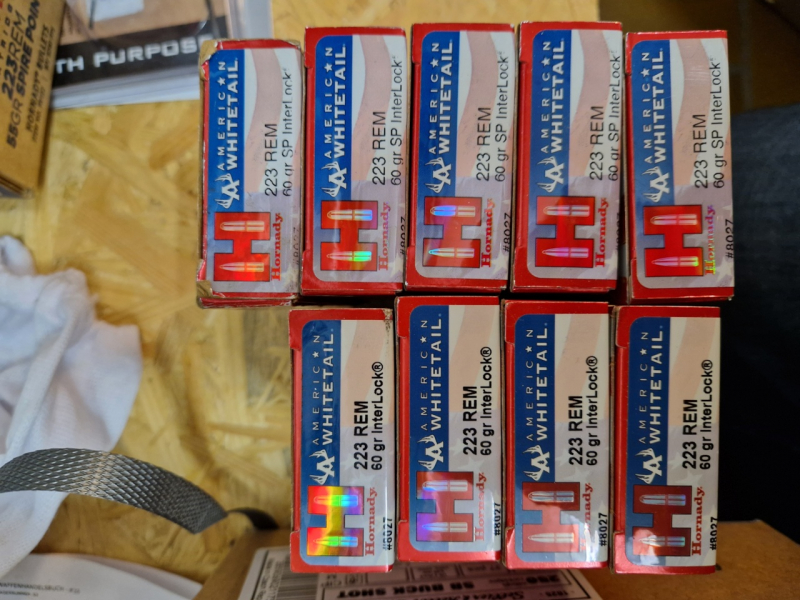 223 REM
55GR SPIRE POINT
TH PURPOSE
AMERICAN
WHITETAIL
223 REM
60 gr SP InterLock
Hornady
AMERICAN
WHITETAIL
223 REM
60 gr SP InterLock
Hornady
#8027
AMERICAN
WHITETAIL
223 REM
60 gr SP InterLock
Hornady
#8027
AMERICAN
WHITETAIL
223 REM
60 gr SP InterLock
Hornady
#8027
AMERICAN
WHITETAIL
223 REM
60 gr SP InterLock
Hornady
#8027
AMERICAN
WHITETAIL.
223 REM
60 gr InterLock®
Hornady
#8027
AMERICAN
WHITETAIL.
223 REM
60 gr InterLock®
Hornady
#8027
AMERICAN
WHITETAIL.
223 REM
60 gr InterLock®
Hornady
#8027
AMERICAN
WHITETAIL.
223 REM
60 gr InterLock®
Hornady
#8027
SB BUCK SHOT